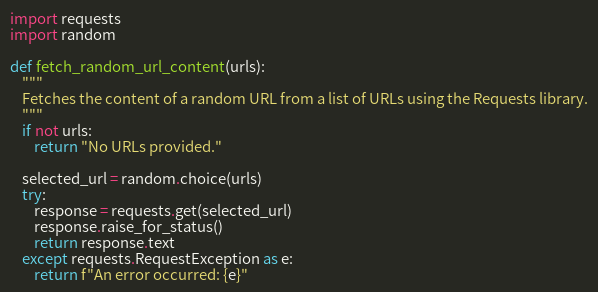 import requests
import random

def fetch_random_url_content(urls):
    """
    Fetches the content of a random URL from a list of URLs using the Requests library.
    """
    if not urls:
        return "No URLs provided."

    selected_url = random.choice(urls)
    try:
        response = requests.get(selected_url)
        response.raise_for_status()
        return response.text
    except requests.RequestException as e:
        return f"An error occurred: {e}"